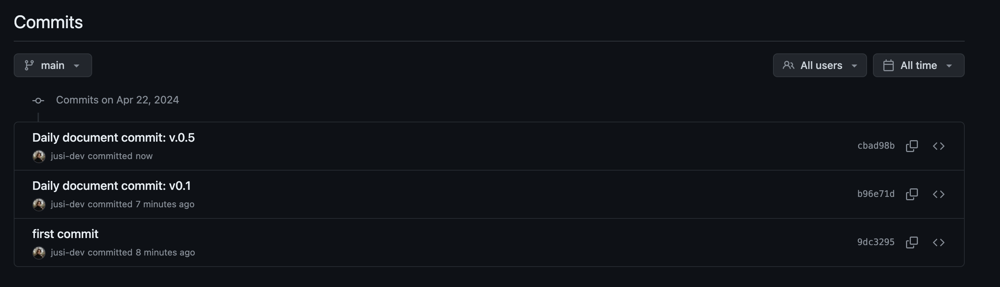 Commits
main
All users
All time
Commits on Apr 22, 2024
Daily document commit: v.0.5
jusi-dev committed now
cbad98b
Daily document commit: v0.1
jusi-dev committed 7 minutes ago
b96e71d
first commit
jusi-dev committed 8 minutes ago
9dc3295